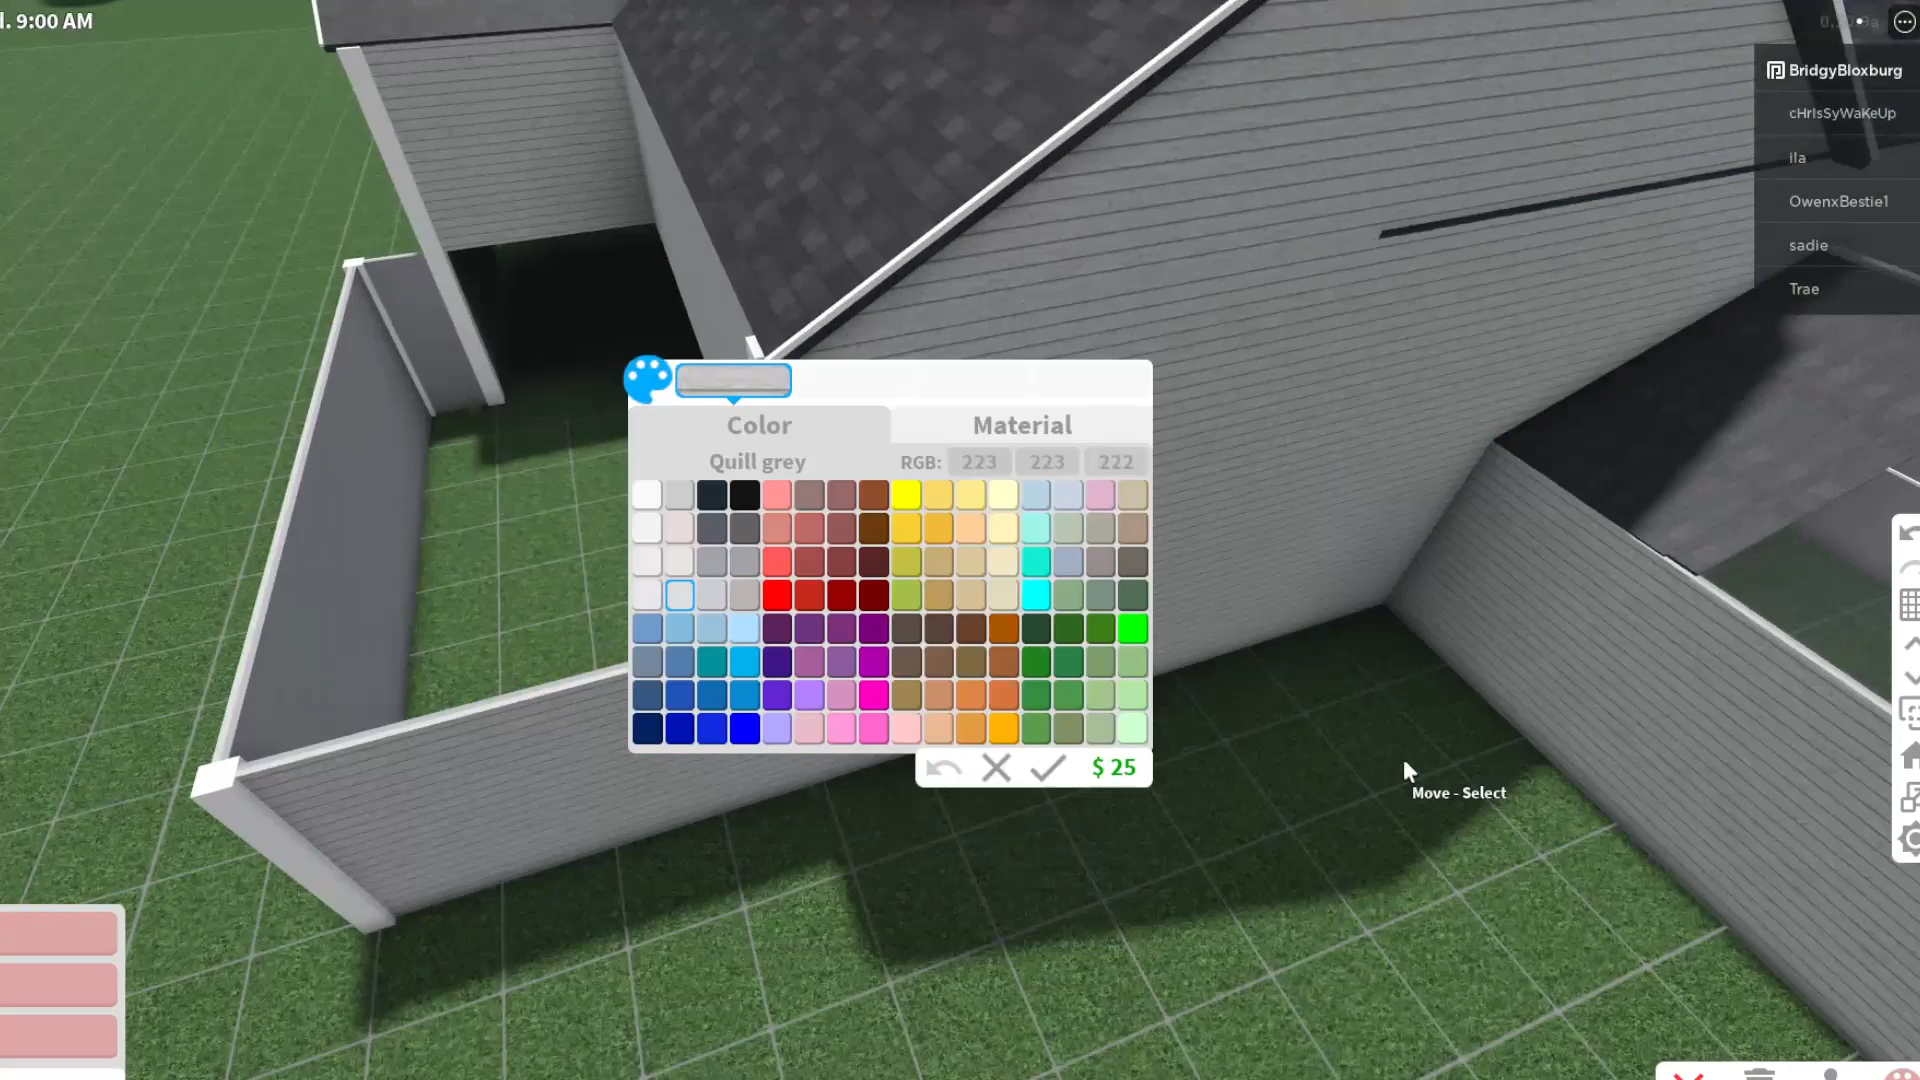 . 9:00 AM
BridgyBloxburg
cHrIsSyWaKeUp
ila
OwenxBestie1
sadie
Trae
Color
Material
Quill grey
RGB: 223 223 222
$ 25
Move - Select